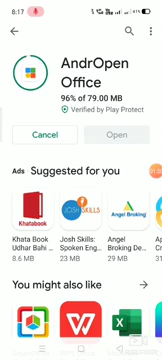 8:17
AndrOpen
Office
96% of 79.00 MB
Verified by Play Protect
Cancel
Open
Ads Suggested for you
Khatabook
JOSH SKILLS
Angel Broking
Khata Book
Udhar Bahi ..
8.6 MB
Josh Skills:
Spoken Eng...
23 MB
Angel
Broking De...
29 MB
You might also like